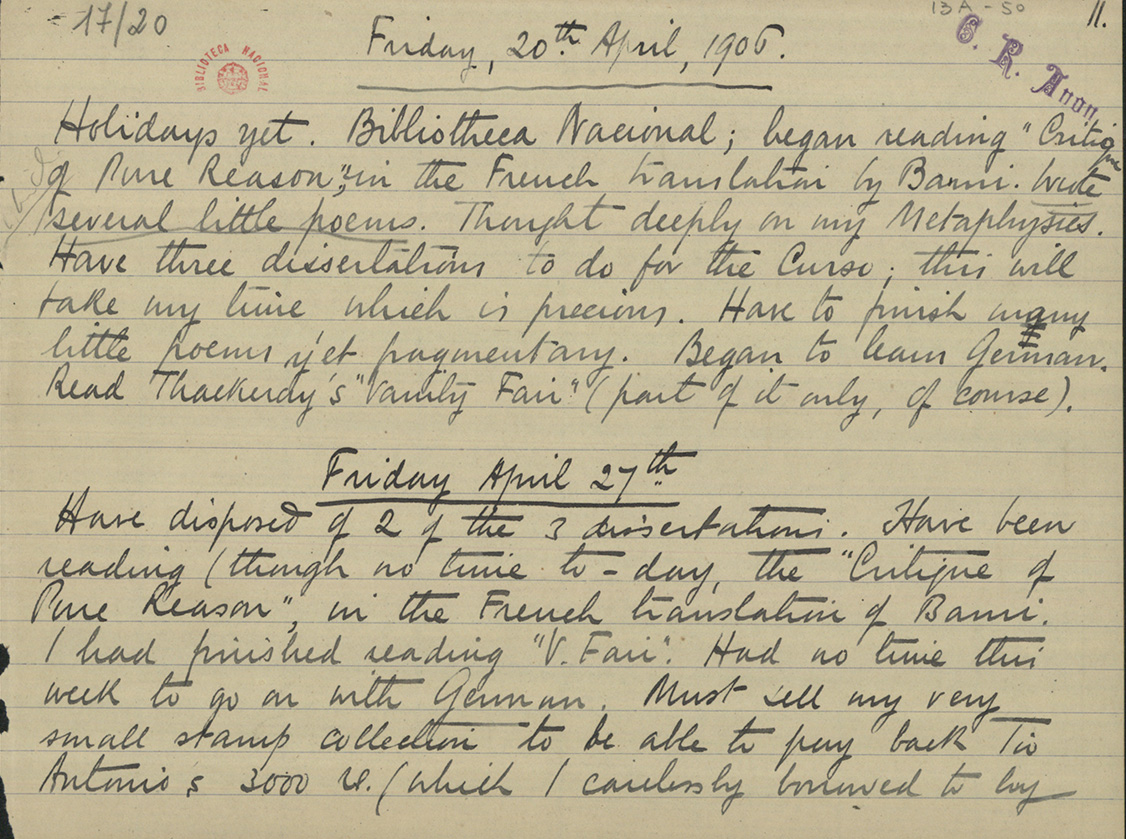 17/20
13A-50
11.
BIBLIOTECA NACIONAL
C. R. Anon
Friday, 20th April, 1906.
Holidays yet. Bibliotheca Nacional; began reading "Critique
of Pure Reason", in the French translation by Barni. Wrote
several little poems. Thought deeply on my Metaphysics.
Have three dissertations to do for the Curso; this will
take my time which is precious. Have to finish many
little poems yet fragmentary. Began to learn German.
Read Thackeray's "Vanity Fair" (part of it only, of course).
Friday April 27th
Have disposed of 2 of the 3 dissertations. Have been
reading (though no time to-day, the "Critique of
Pure Reason", in the French translation of Barni.
I had finished reading "V. Fair". Had no time this
week to go on with German. Must sell my very
small stamp collection to be able to pay back Tio
Antonio's 3000 rs. (which I carelessly borrowed to buy